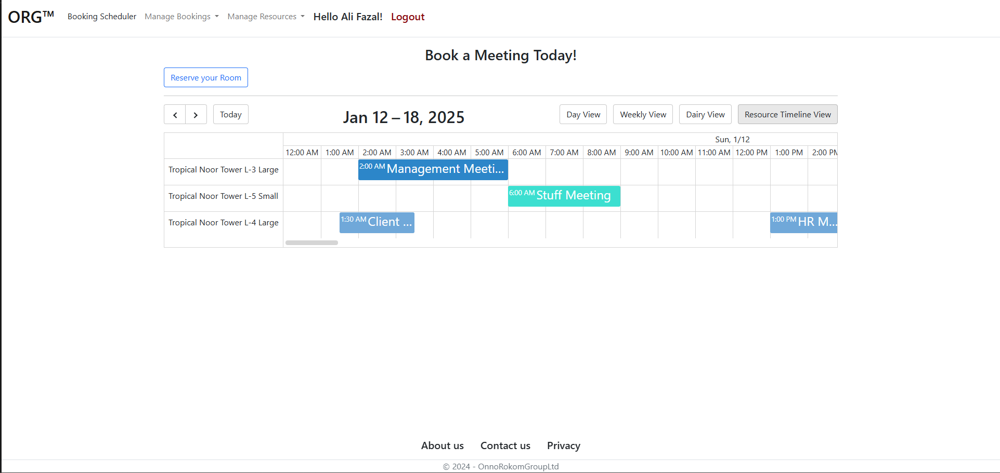 ORG™ Booking Scheduler Manage Bookings Manage Resources Hello Ali Fazal! Logout
Book a Meeting Today!
Reserve your Room
Today Jan 12 – 18, 2025 Day View Weekly View Dairy View Resource Timeline View
Sun, 1/12
12:00 AM 1:00 AM 2:00 AM 3:00 AM 4:00 AM 5:00 AM 6:00 AM 7:00 AM 8:00 AM 9:00 AM 10:00 AM 11:00 AM 12:00 PM 1:00 PM 2:00 PM
Tropical Noor Tower L-3 Large 2:00 AM Management Meeti...
Tropical Noor Tower L-5 Small 6:00 AM Stuff Meeting
Tropical Noor Tower L-4 Large 1:30 AM Client ... 1:00 PM HR M...
About us Contact us Privacy
© 2024 - OnnoRokomGroupLtd